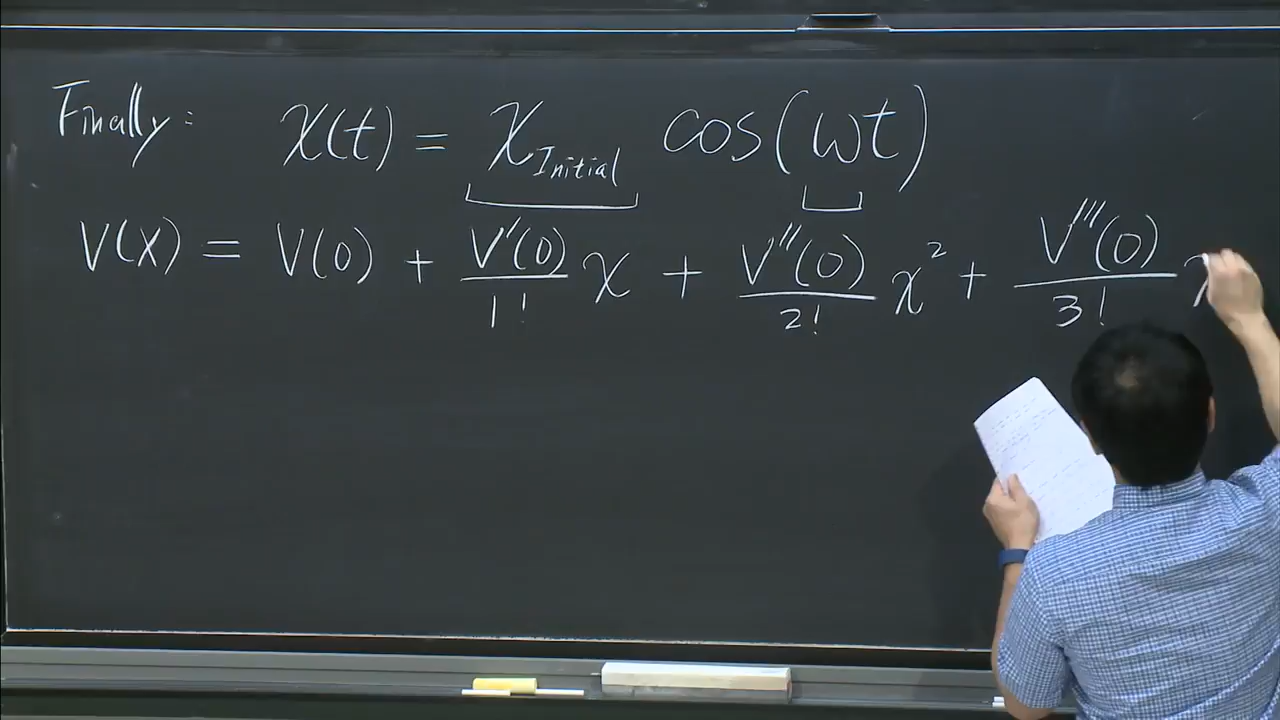 Finally: x(t) = x_Initial cos(ωt)
V(x) = V(0) + V'(0)/1! x + V''(0)/2! x² + V'''(0)/3! x